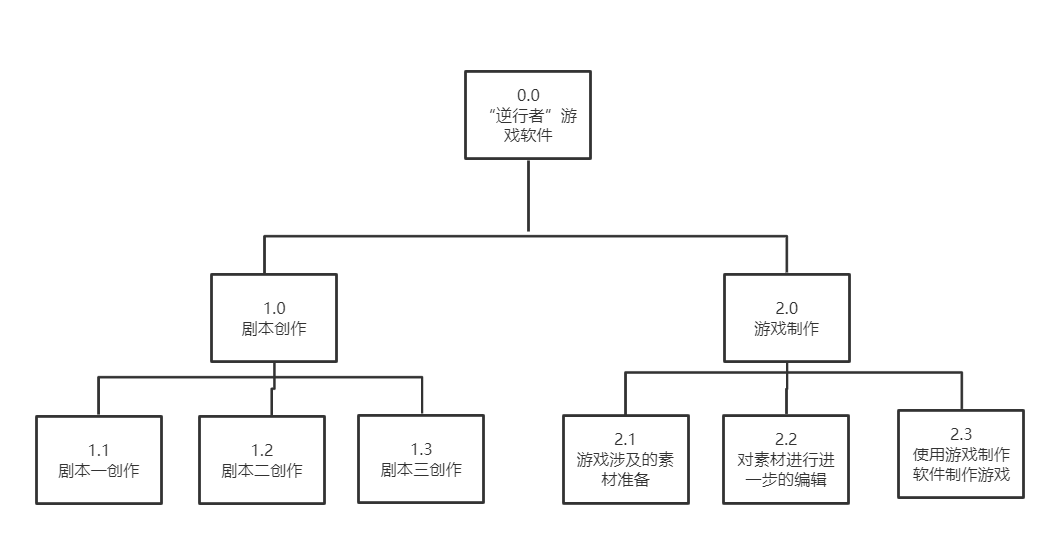 0.0
“逆行者”游
戏软件
1.0
剧本创作
2.0
游戏制作
1.1
剧本一创作
1.2
剧本二创作
1.3
剧本三创作
2.1
游戏涉及的素
材准备
2.2
对素材进行进
一步的编辑
2.3
使用游戏制作
软件制作游戏